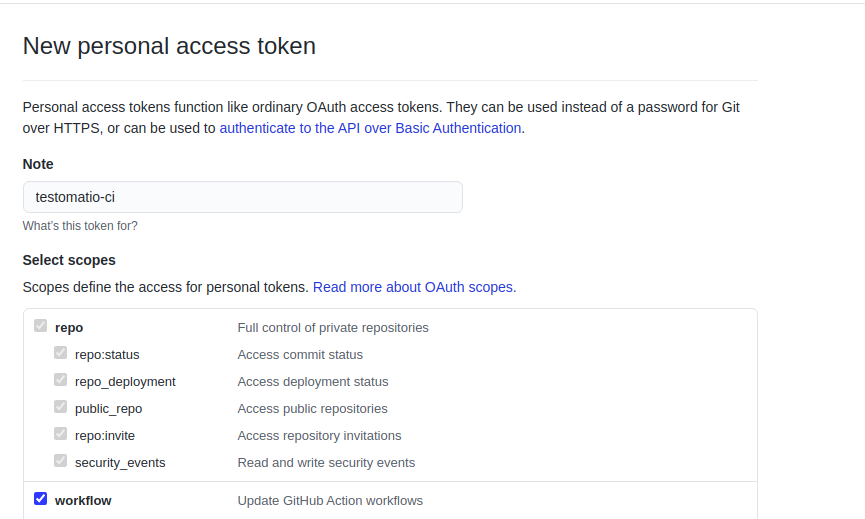 New personal access token
Personal access tokens function like ordinary OAuth access tokens. They can be used instead of a password for Git
over HTTPS, or can be used to authenticate to the API over Basic Authentication.
Note
testomatio-ci
What's this token for?
Select scopes
Scopes define the access for personal tokens. Read more about OAuth scopes.
repo Full control of private repositories
repo:status Access commit status
repo_deployment Access deployment status
public_repo Access public repositories
repo:invite Access repository invitations
security_events Read and write security events
workflow Update GitHub Action workflows